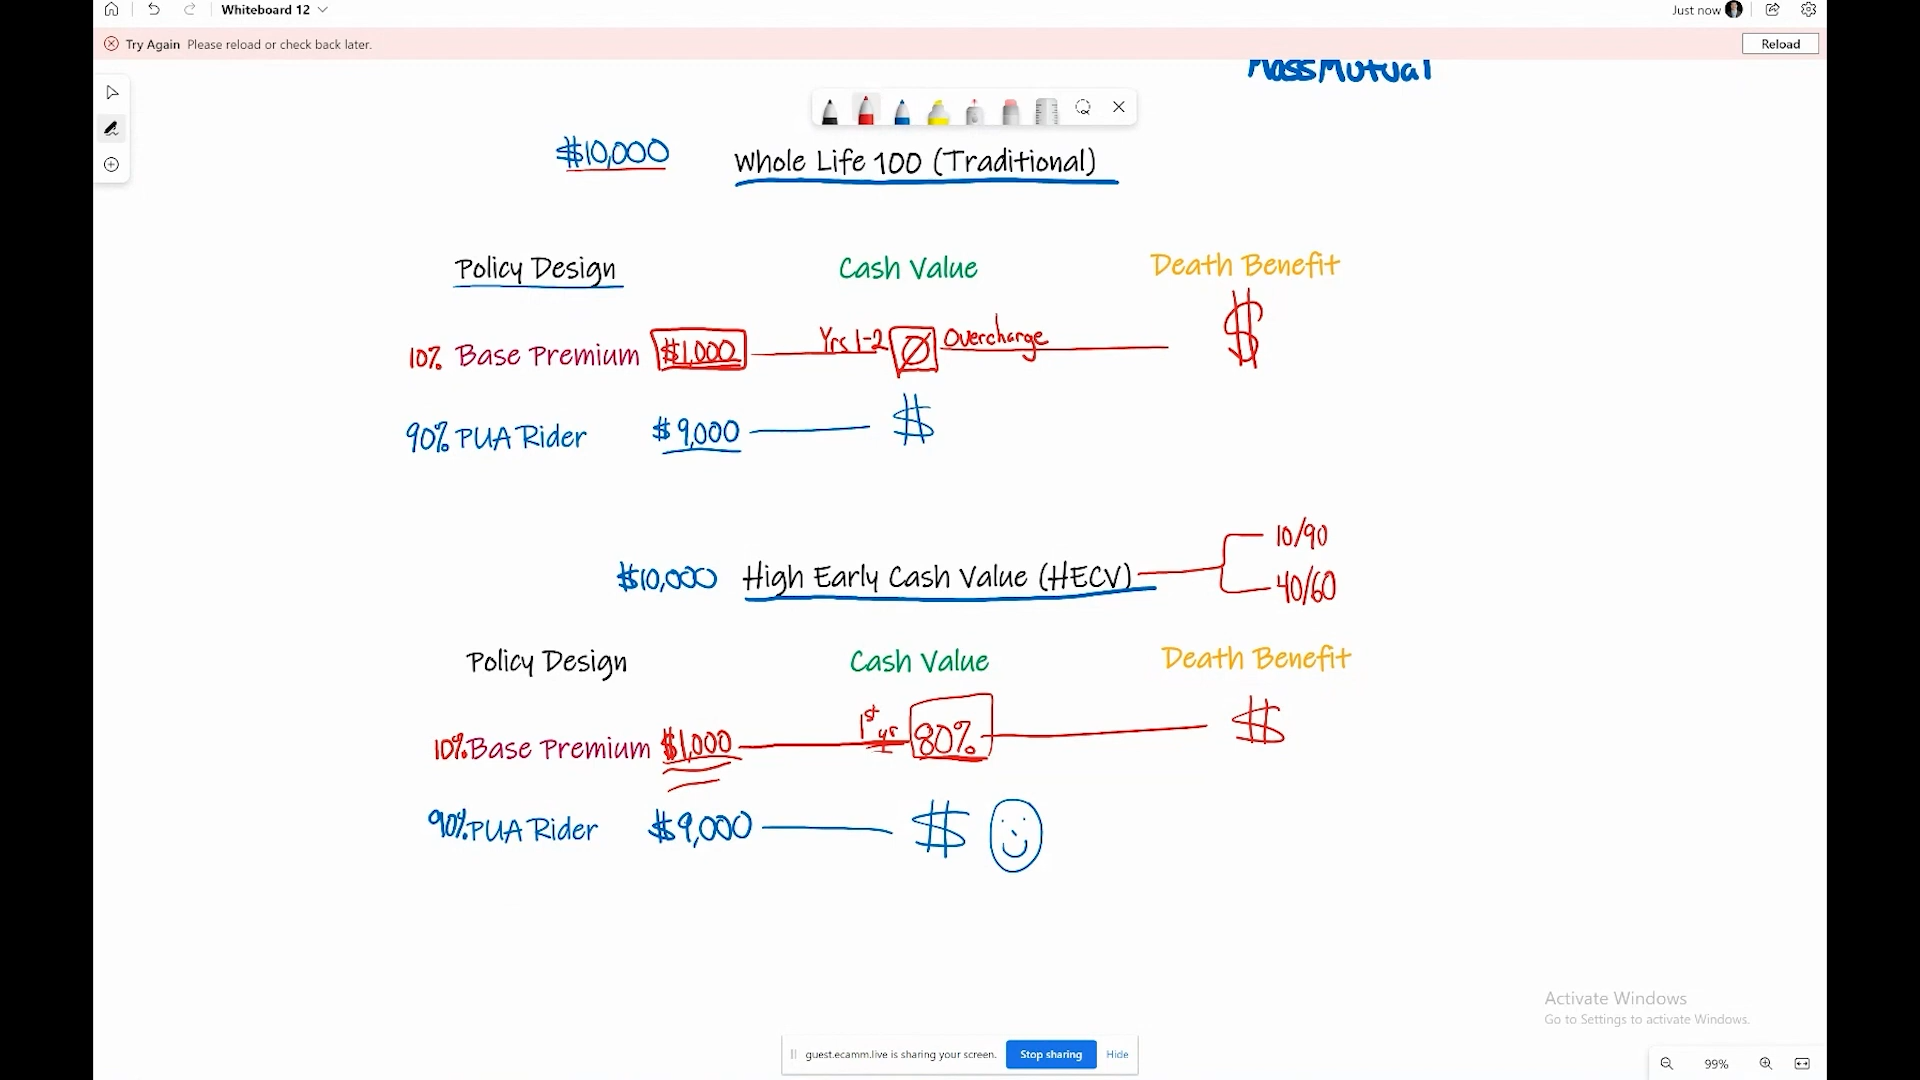 Whiteboard 12
Just now
Try Again Please reload or check back later.
Reload
MassMutual
$10,000
Whole Life 100 (Traditional)
Policy Design
Cash Value
Death Benefit
$
10% Base Premium $1,000 Yrs 1-2 Ø Overcharge
90% PUA Rider $9,000 $
10/90
$10,000 High Early Cash Value (HECV)
40/60
Policy Design
Cash Value
Death Benefit
10% Base Premium $1,000 1st yr 80% $
90% PUA Rider $9,000 $
Activate Windows
Go to Settings to activate Windows.
guest.ecamm.live is sharing your screen. Stop sharing Hide
99%